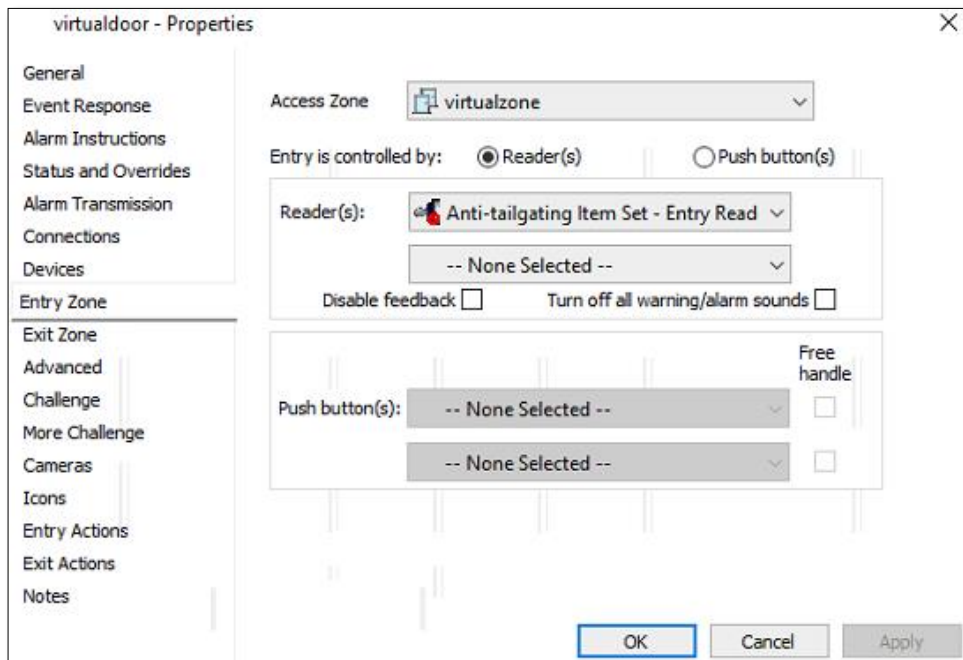 virtualdoor - Properties
General
Event Response
Alarm Instructions
Status and Overrides
Alarm Transmission
Connections
Devices
Entry Zone
Exit Zone
Advanced
Challenge
More Challenge
Cameras
Icons
Entry Actions
Exit Actions
Notes
Access Zone virtualzone
Entry is controlled by: Reader(s) Push button(s)
Reader(s): Anti-tailgating Item Set - Entry Read
-- None Selected --
Disable feedback Turn off all warning/alarm sounds
Free
handle
Push button(s): -- None Selected --
-- None Selected --
OK Cancel Apply